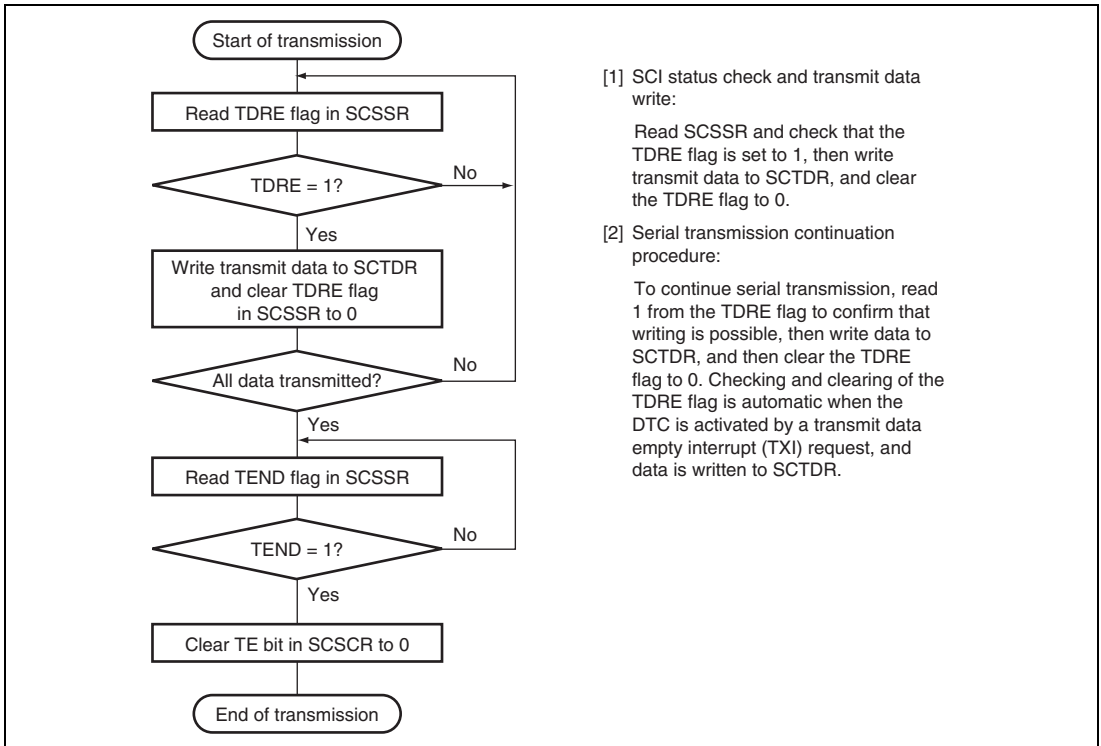 Start of transmission
Read TDRE flag in SCSSR
No
TDRE = 1?
Yes
Write transmit data to SCTDR
and clear TDRE flag
in SCSSR to 0
No
All data transmitted?
Yes
Read TEND flag in SCSSR
No
TEND = 1?
Yes
Clear TE bit in SCSCR to 0
End of transmission
[1] SCI status check and transmit data
write:
Read SCSSR and check that the
TDRE flag is set to 1, then write
transmit data to SCTDR, and clear
the TDRE flag to 0.
[2] Serial transmission continuation
procedure:
To continue serial transmission, read
1 from the TDRE flag to confirm that
writing is possible, then write data to
SCTDR, and then clear the TDRE
flag to 0. Checking and clearing of the
TDRE flag is automatic when the
DTC is activated by a transmit data
empty interrupt (TXI) request, and
data is written to SCTDR.